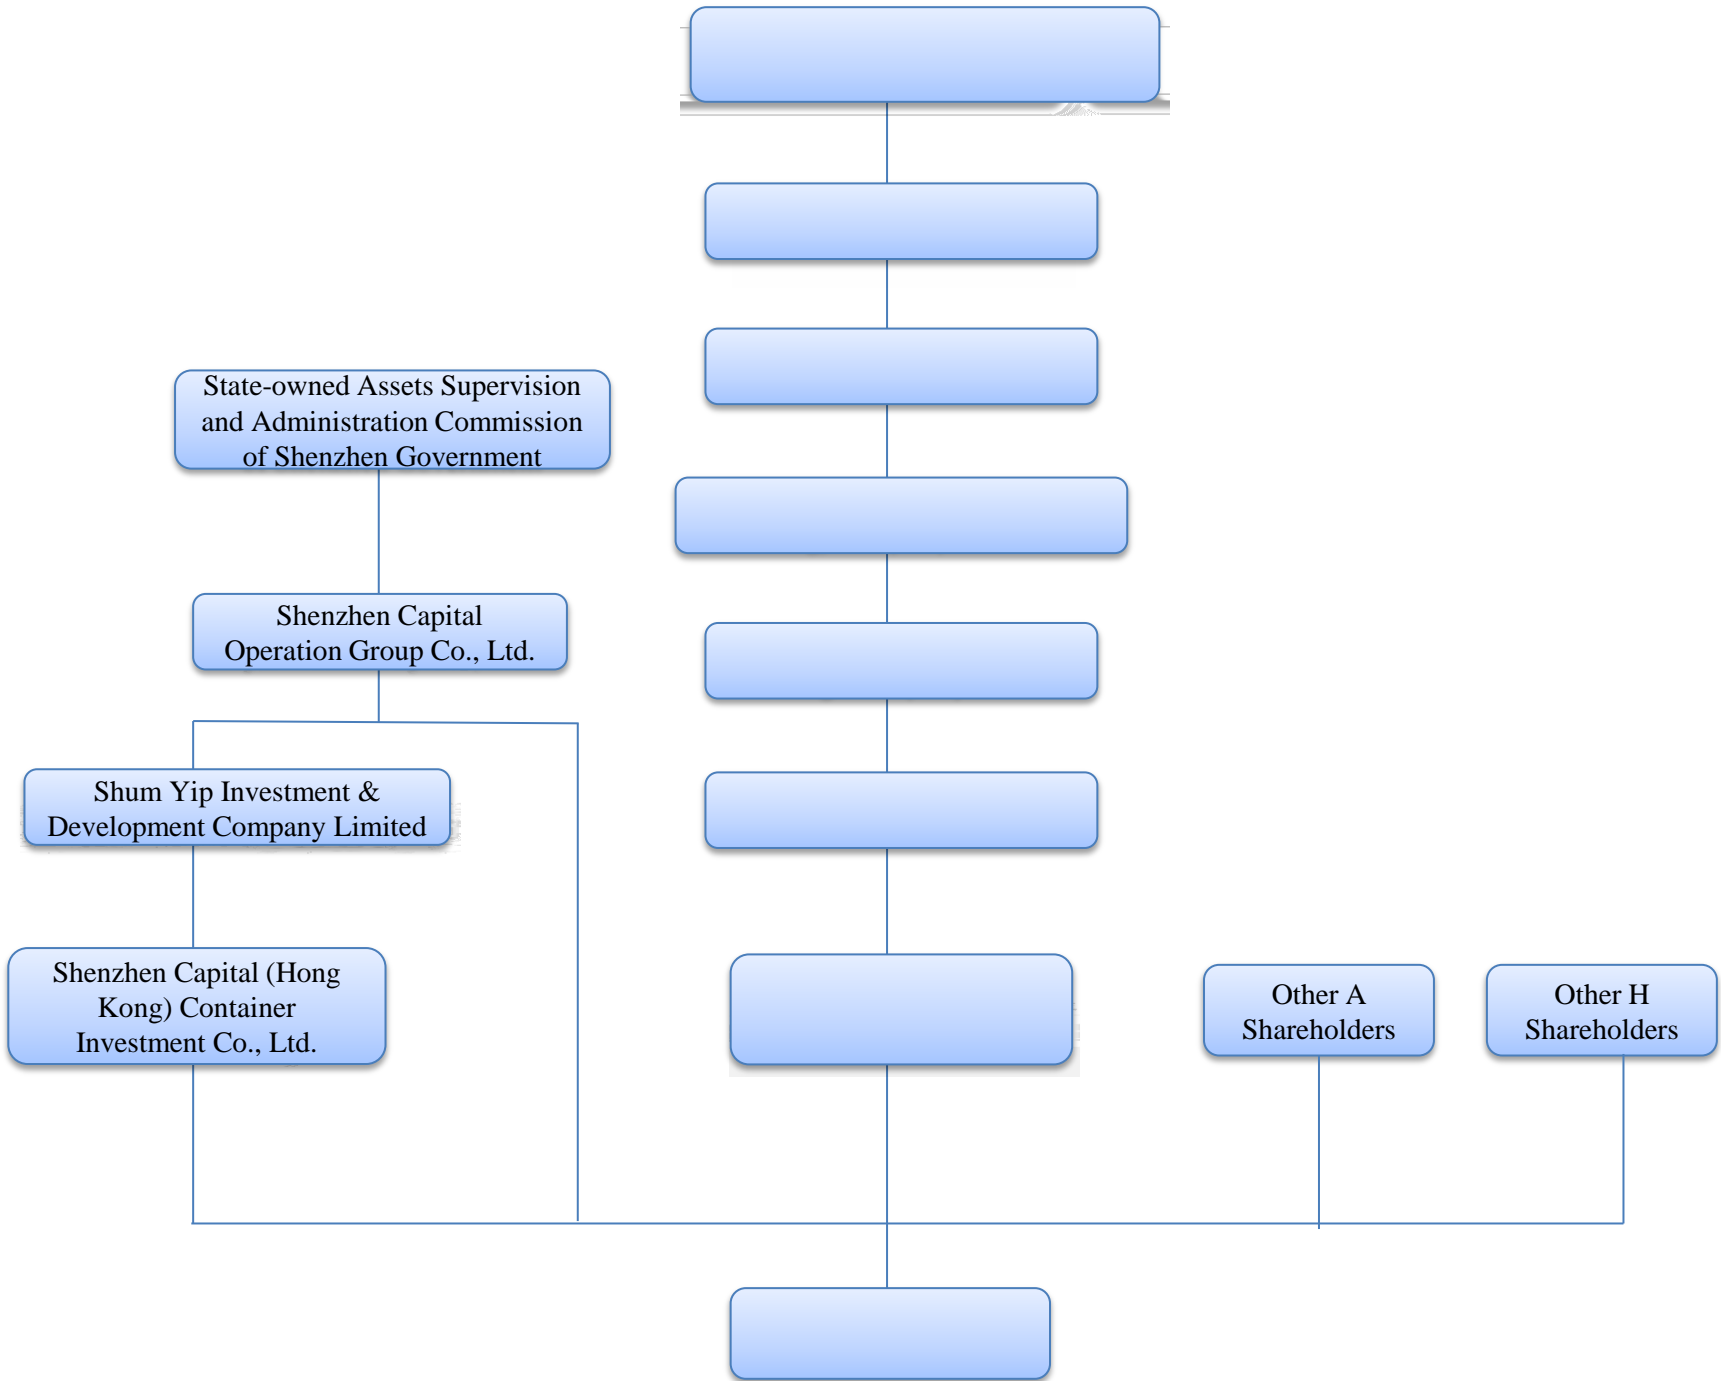 State-owned Assets Supervision
and Administration Commission
of Shenzhen Government
Shenzhen Capital
Operation Group Co., Ltd.
Shum Yip Investment &
Development Company Limited
Shenzhen Capital (Hong
Kong) Container
Investment Co., Ltd.
Other A
Shareholders
Other H
Shareholders